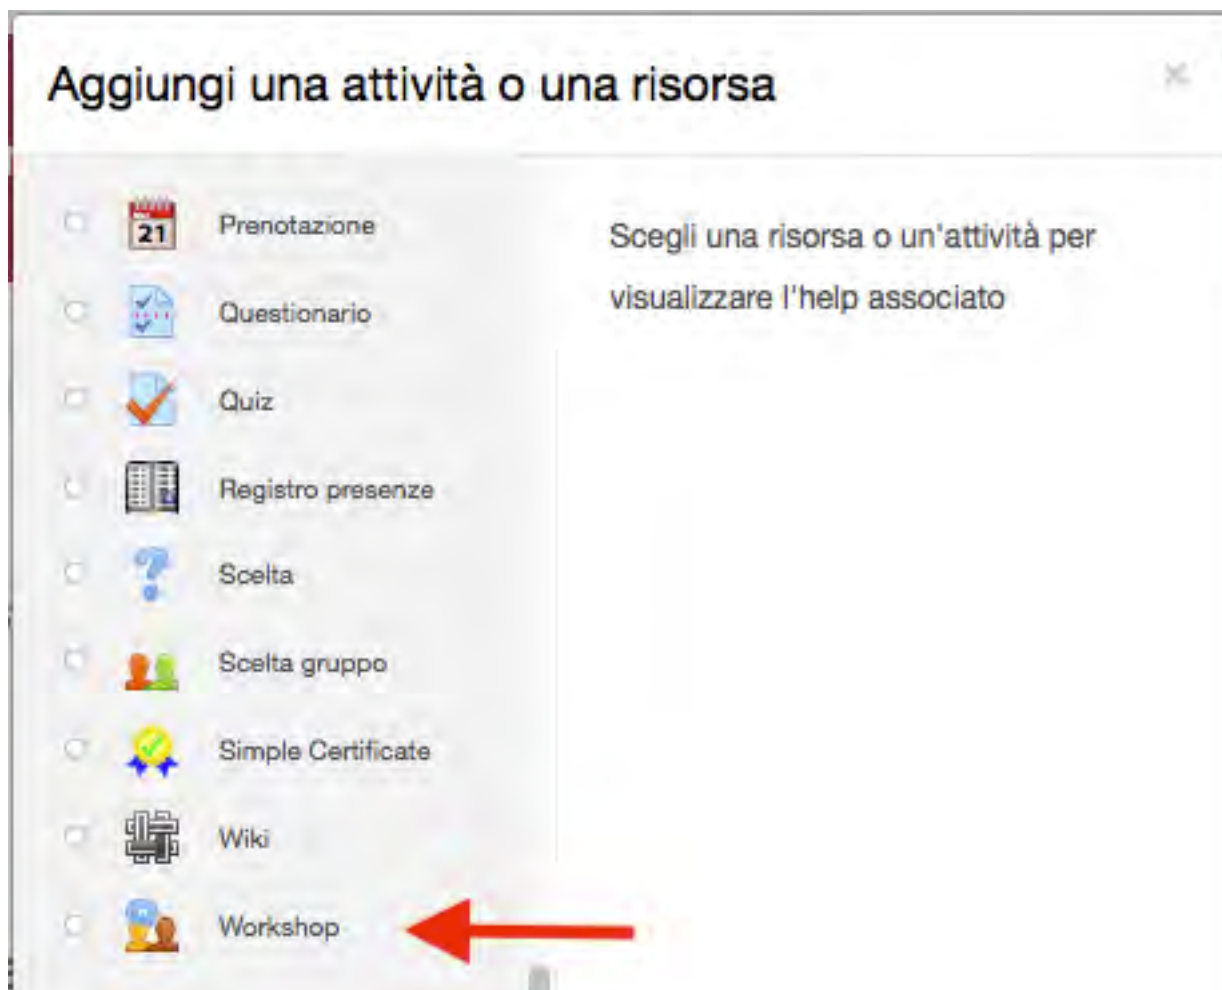 Aggiungi una attività o una risorsa
Prenotazione
Scegli una risorsa o un'attività per
visualizzare l'help associato
21
Questionario
Quiz
Registro presenze
Scelta
Scelta gruppo
Simple Certificate
Wiki
Workshop